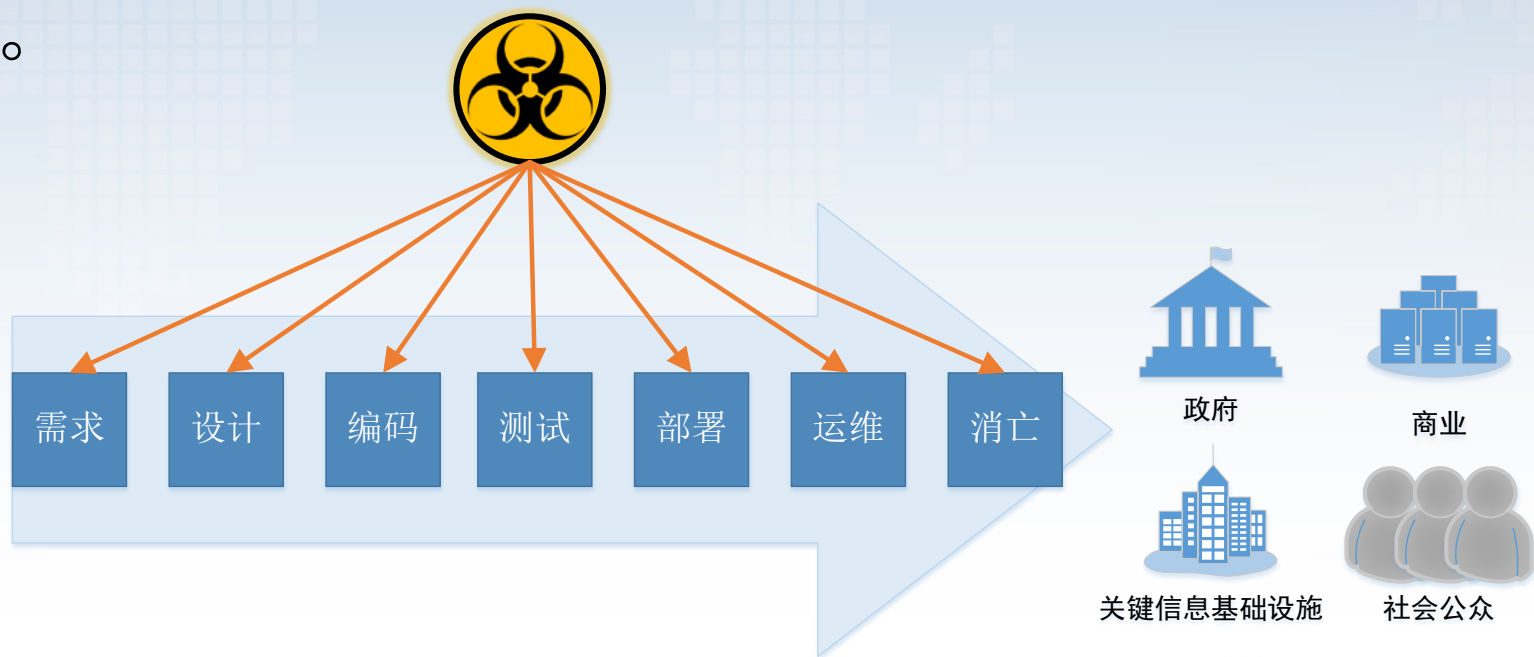 。
需求 设计 编码 测试 部署 运维 消亡
政府
商业
关键信息基础设施
社会公众